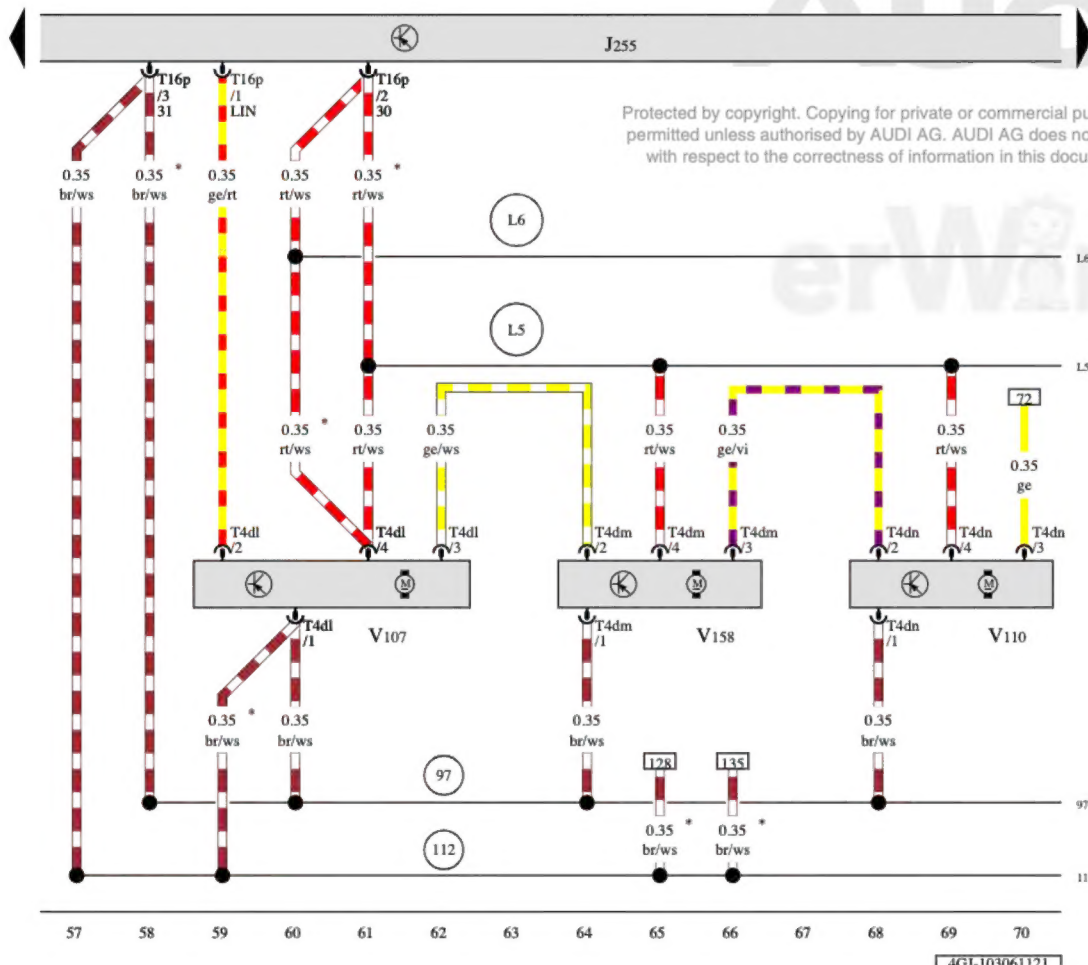 Audi
J255
Protected by copyright. Copying for private or commercial pu
permitted unless authorised by AUDI AG. AUDI AG does no
with respect to the correctness of information in this docu
erWin
T16p T16p T16p
/3 /1 /2
31 LIN 30
0.35 0.35 * 0.35 0.35 0.35 *
br/ws br/ws ge/rt rt/ws rt/ws
L6 L6
L5 L5
72
0.35 * 0.35 0.35 0.35 0.35 0.35
rt/ws rt/ws ge/ws rt/ws ge/vi rt/ws
0.35
ge
T4dl T4dl T4dl T4dm T4dm T4dm T4dn T4dn T4dn
/2 /4 /3 /2 /4 /3 /2 /4 /3
M M M
T4dl T4dm T4dn
/1 /1 /1
V107 V158 V110
0.35 * 0.35 0.35 0.35
br/ws br/ws br/ws br/ws
97 128 135
97
0.35 * 0.35 *
br/ws br/ws
112 11
57 58 59 60 61 62 63 64 65 66 67 68 69 70
4GI-103061121